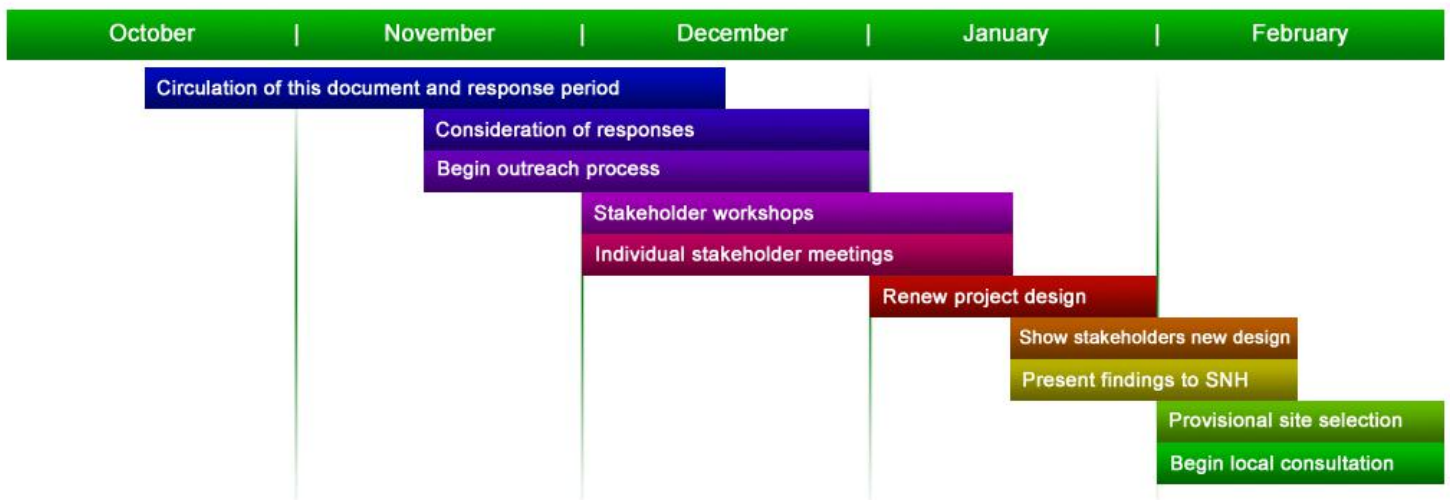 October | November | December | January | February
Circulation of this document and response period
Consideration of responses
Begin outreach process
Stakeholder workshops
Individual stakeholder meetings
Renew project design
Show stakeholders new design
Present findings to SNH
Provisional site selection
Begin local consultation